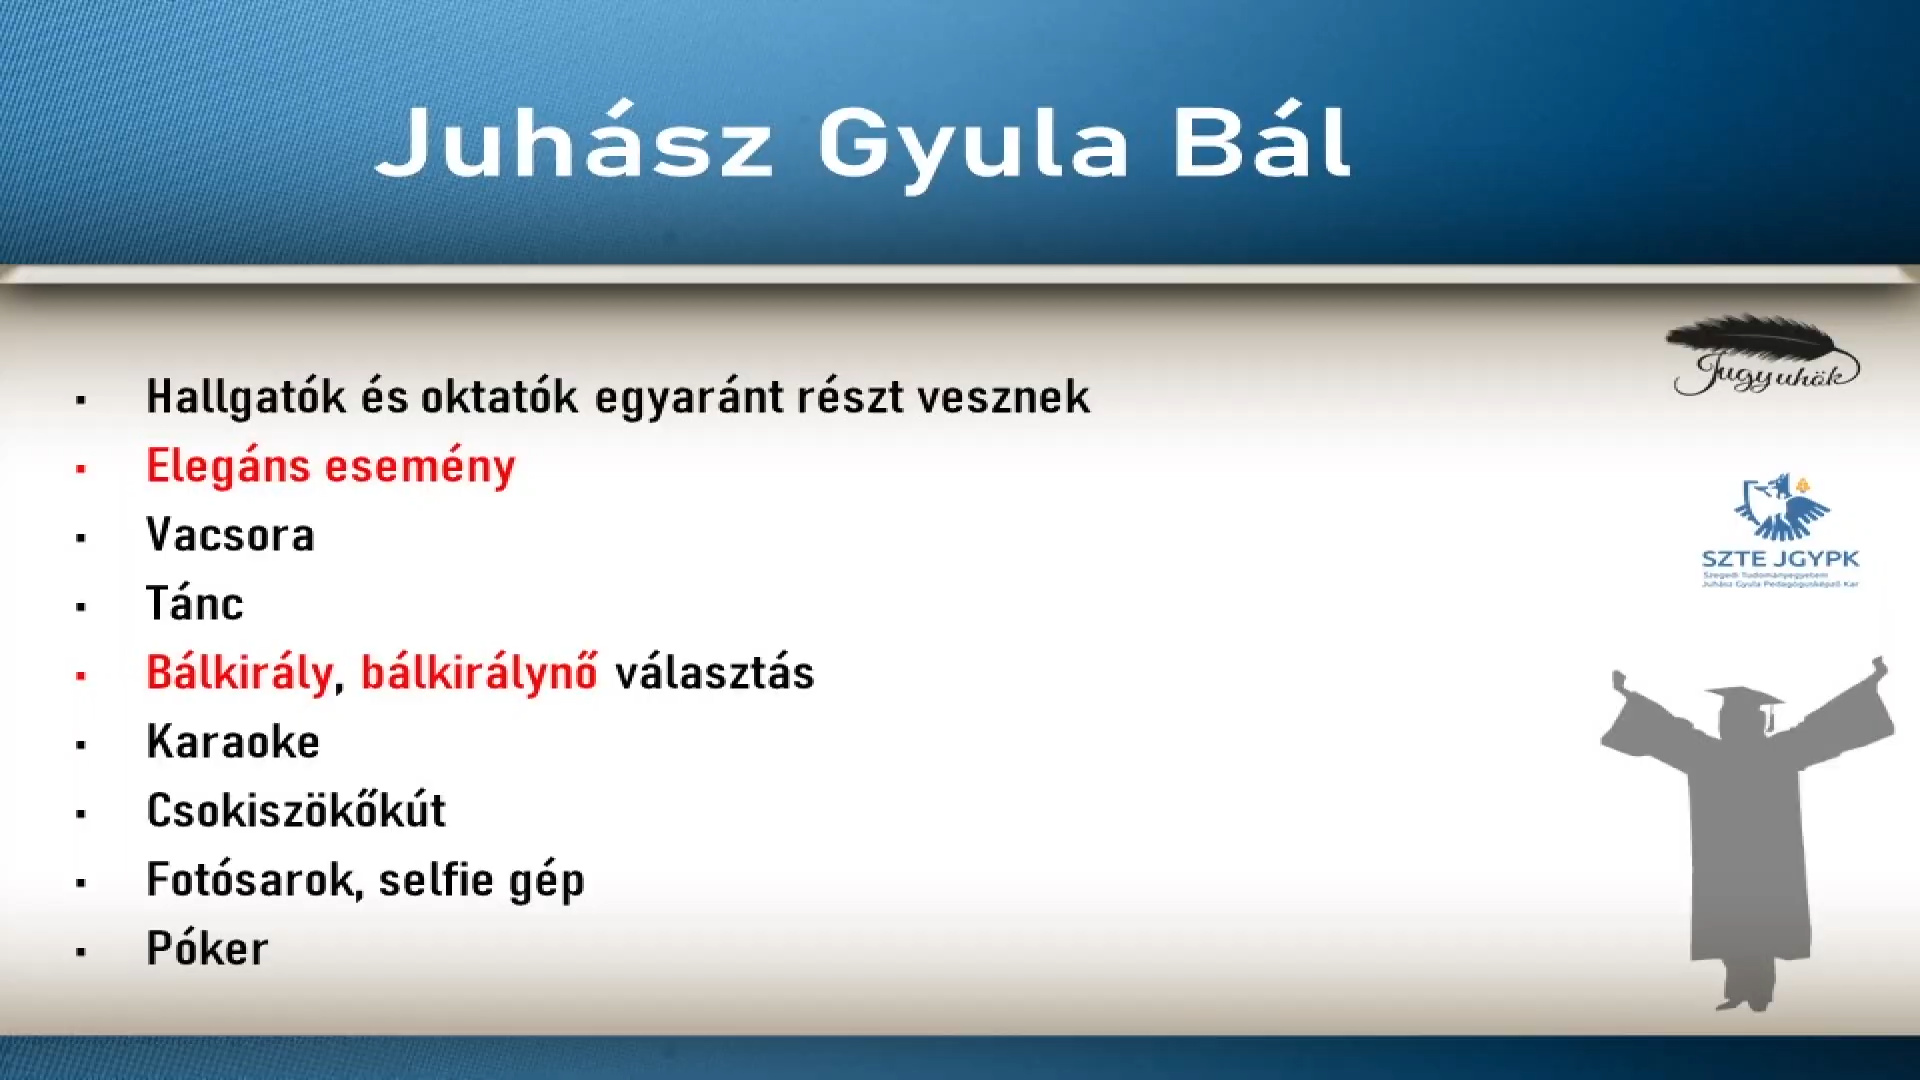 Juhász Gyula Bál
Jugyuhök
▪ Hallgatók és oktatók egyaránt részt vesznek
▪ Elegáns esemény
▪ Vacsora
▪ Tánc
▪ Bálkirály, bálkirálynő választás
▪ Karaoke
▪ Csokiszökőkút
▪ Fotósarok, selfie gép
▪ Póker
SZTE JGYPK
Szegedi Tudományegyetem
Juhász Gyula Pedagógusképző Kar